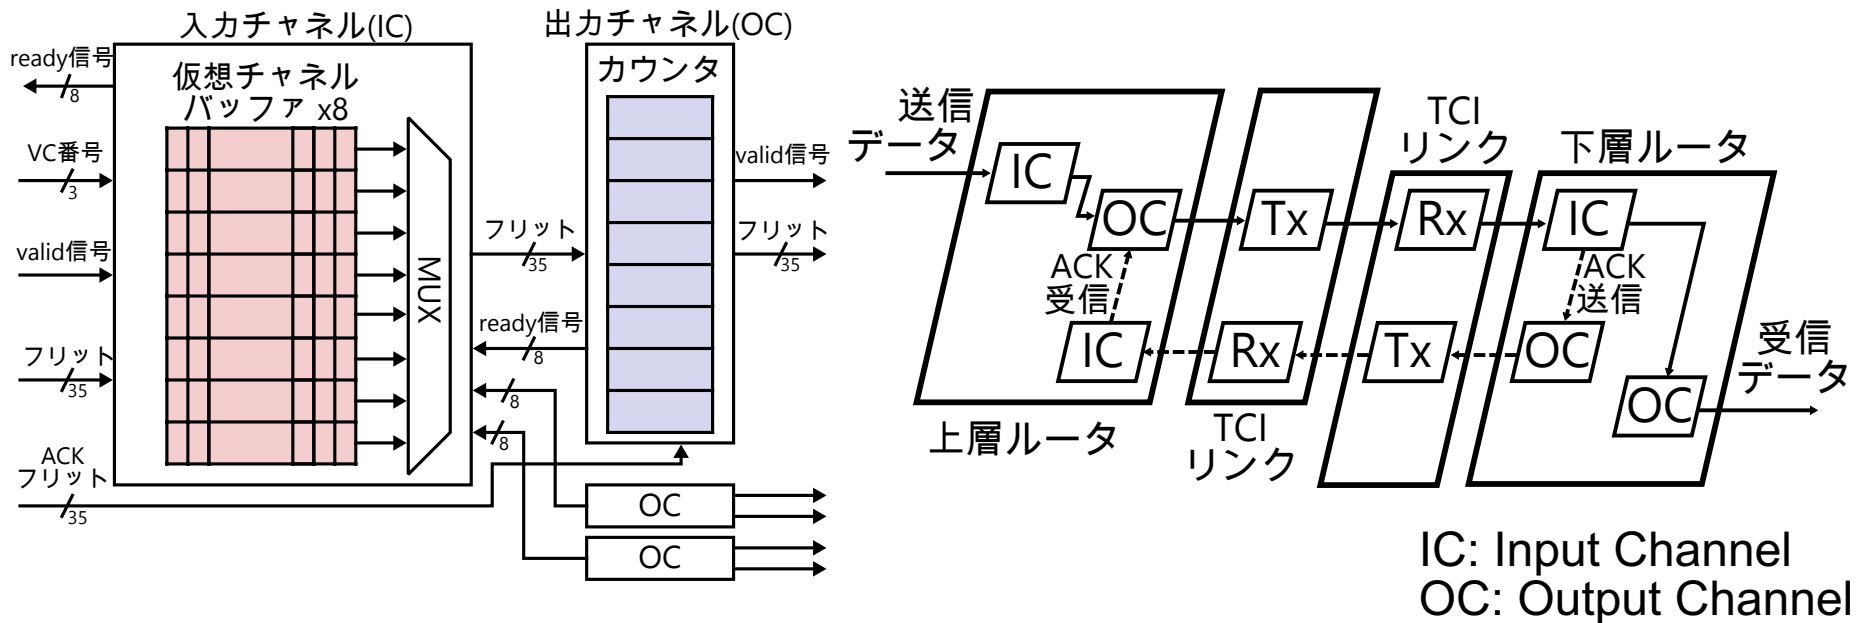 入力チャネル(IC)
ready信号
8
仮想チャネル
バッファ x8
VC番号
3
valid信号
フリット
35
ACK
フリット
35
MUX
フリット
35
ready信号
8
8
8
出力チャネル(OC)
カウンタ
valid信号
フリット
35
OC
OC
送信
データ
IC
OC
ACK
受信
IC
上層ルータ
Tx
Rx
TCI
リンク
TCI
リンク
Rx
Tx
下層ルータ
IC
ACK
送信
OC
OC
受信
データ
IC: Input Channel
OC: Output Channel